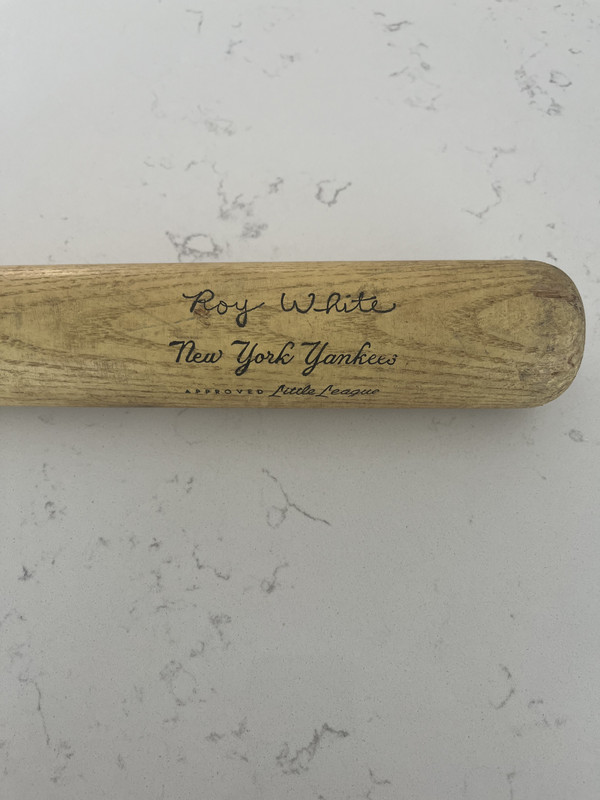 Roy White
New York Yankees
APPROVED Little League